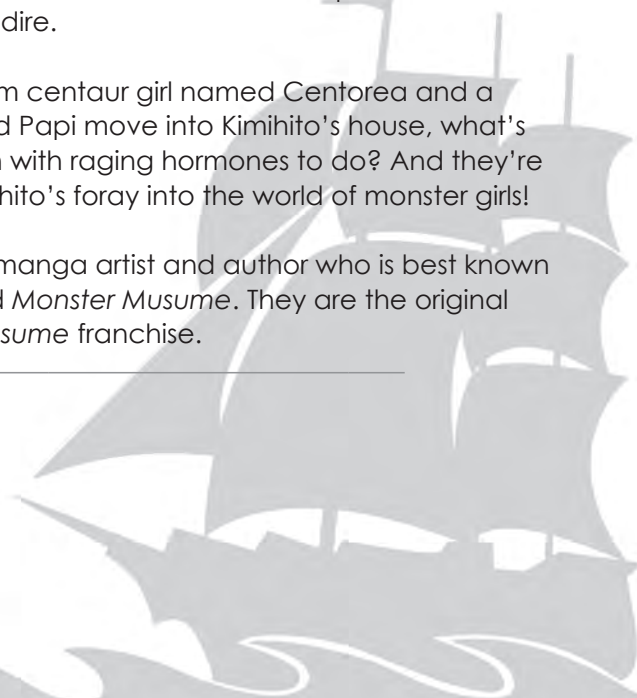 dire.
m centaur girl named Centorea and a
d Papi move into Kimihito’s house, what’s
n with raging hormones to do? And they’re
hito’s foray into the world of monster girls!
manga artist and author who is best known
d Monster Musume. They are the original
sume franchise.